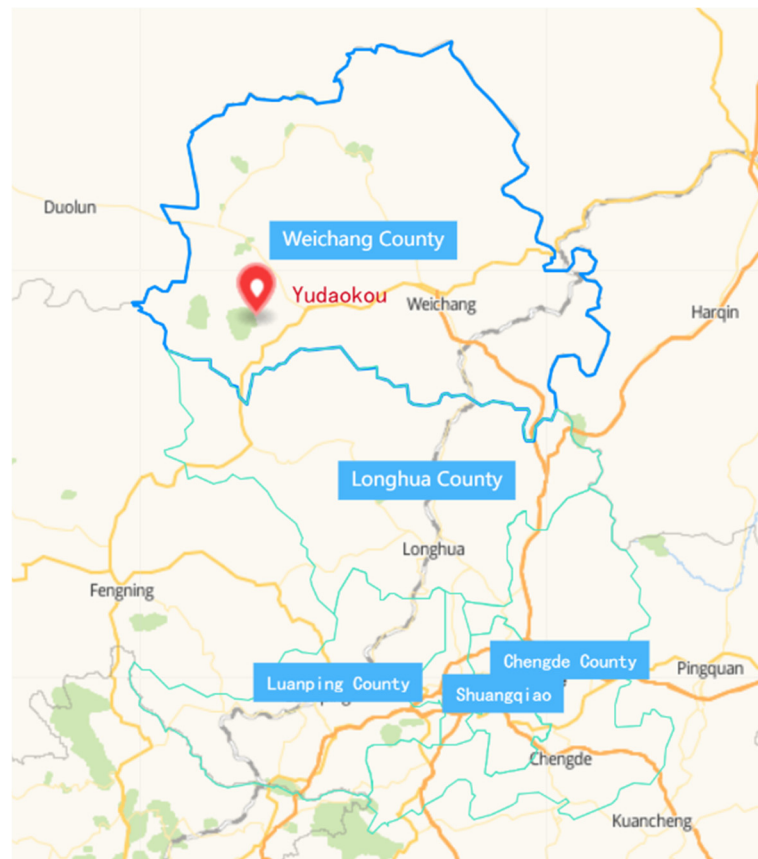 Duolun
Weichang County
Yudaokou
Weichang
Harqin
Longhua County
Longhua
Fengning
Chengde County
Pingquan
Luanping County
Shuangqiao
Chengde
Kuancheng